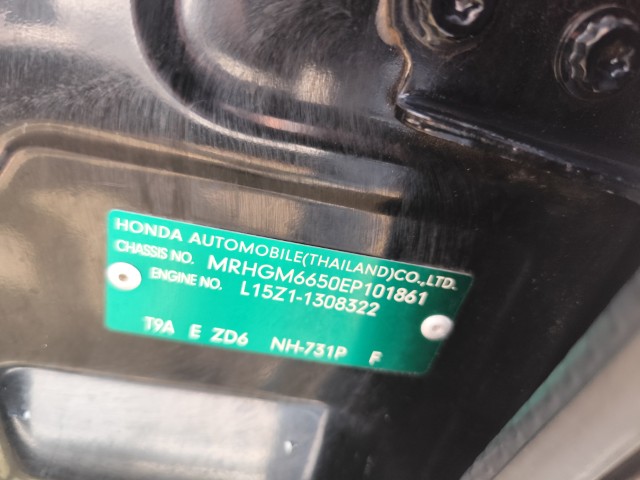 HONDA AUTOMOBILE(THAILAND)CO.,LTD.
CHASSIS NO. MRHGM6650EP101861
ENGINE NO. L15Z1-1308322
T9A E ZD6 NH-731P F